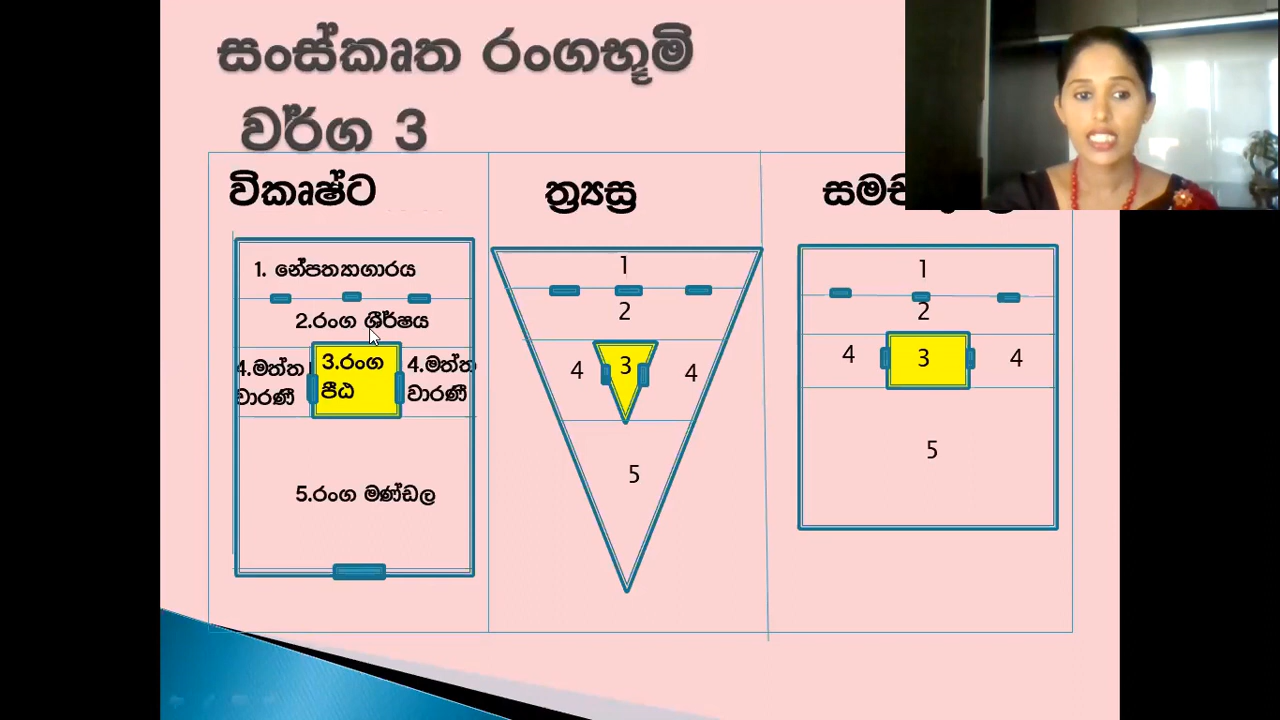 සංස්කෘත රංගභූමි
වර්ග 3
විකෘෂ්ට
ත්‍ර්‍යස්‍ර
1. නේපත්‍යාගාරය
2.රංග ශීර්ෂය
4.මත්ත
වාරණී
3.රංග
පීඨ
4.මත්ත
වාරණී
5.රංග මණ්ඩල
1
2
4
3
4
5
1
2
4
3
4
5